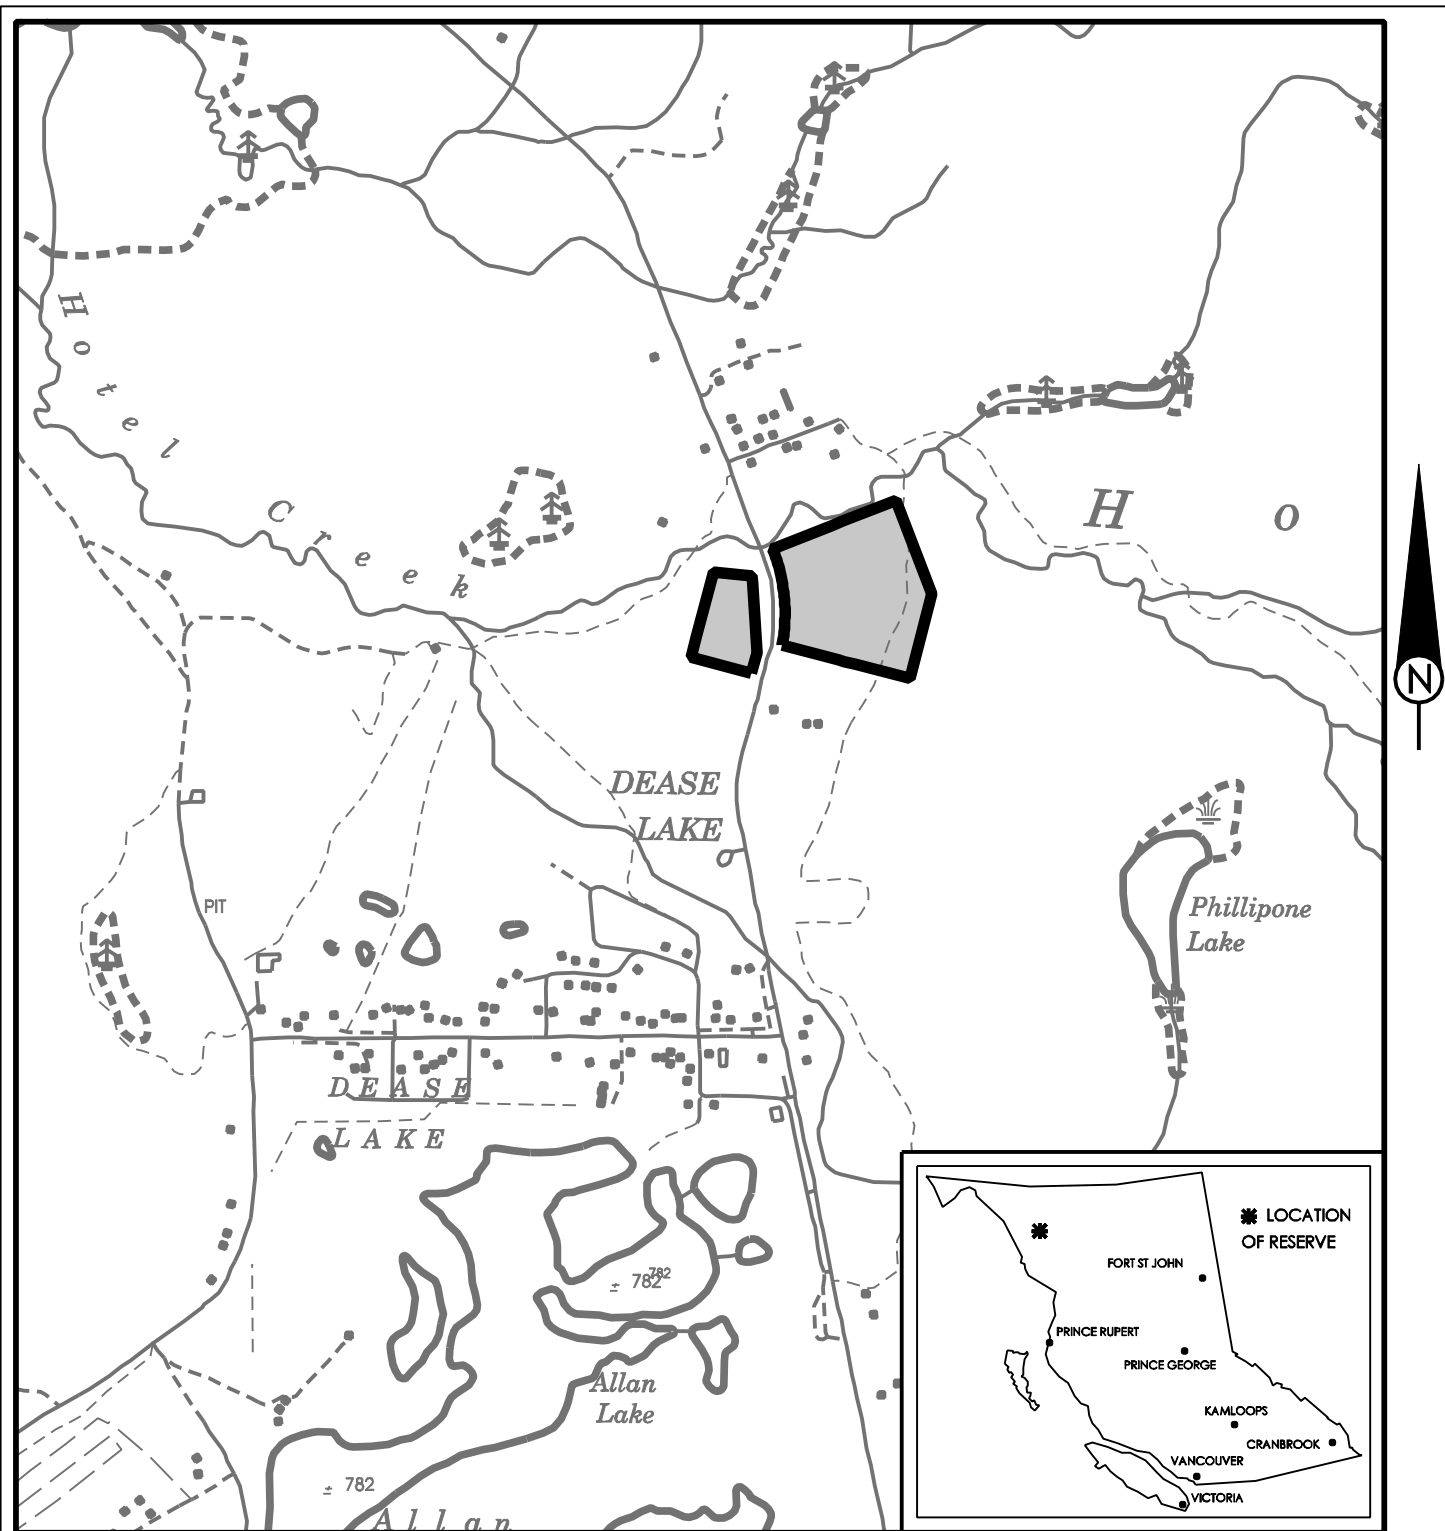 Hotel
Creek
H o
N
DEASE
LAKE
PIT
Phillipone
Lake
DEASE
LAKE
782
782
Allan
Lake
782
Allan
LOCATION
OF RESERVE
FORT ST JOHN
PRINCE RUPERT
PRINCE GEORGE
KAMLOOPS
CRANBROOK
VANCOUVER
VICTORIA